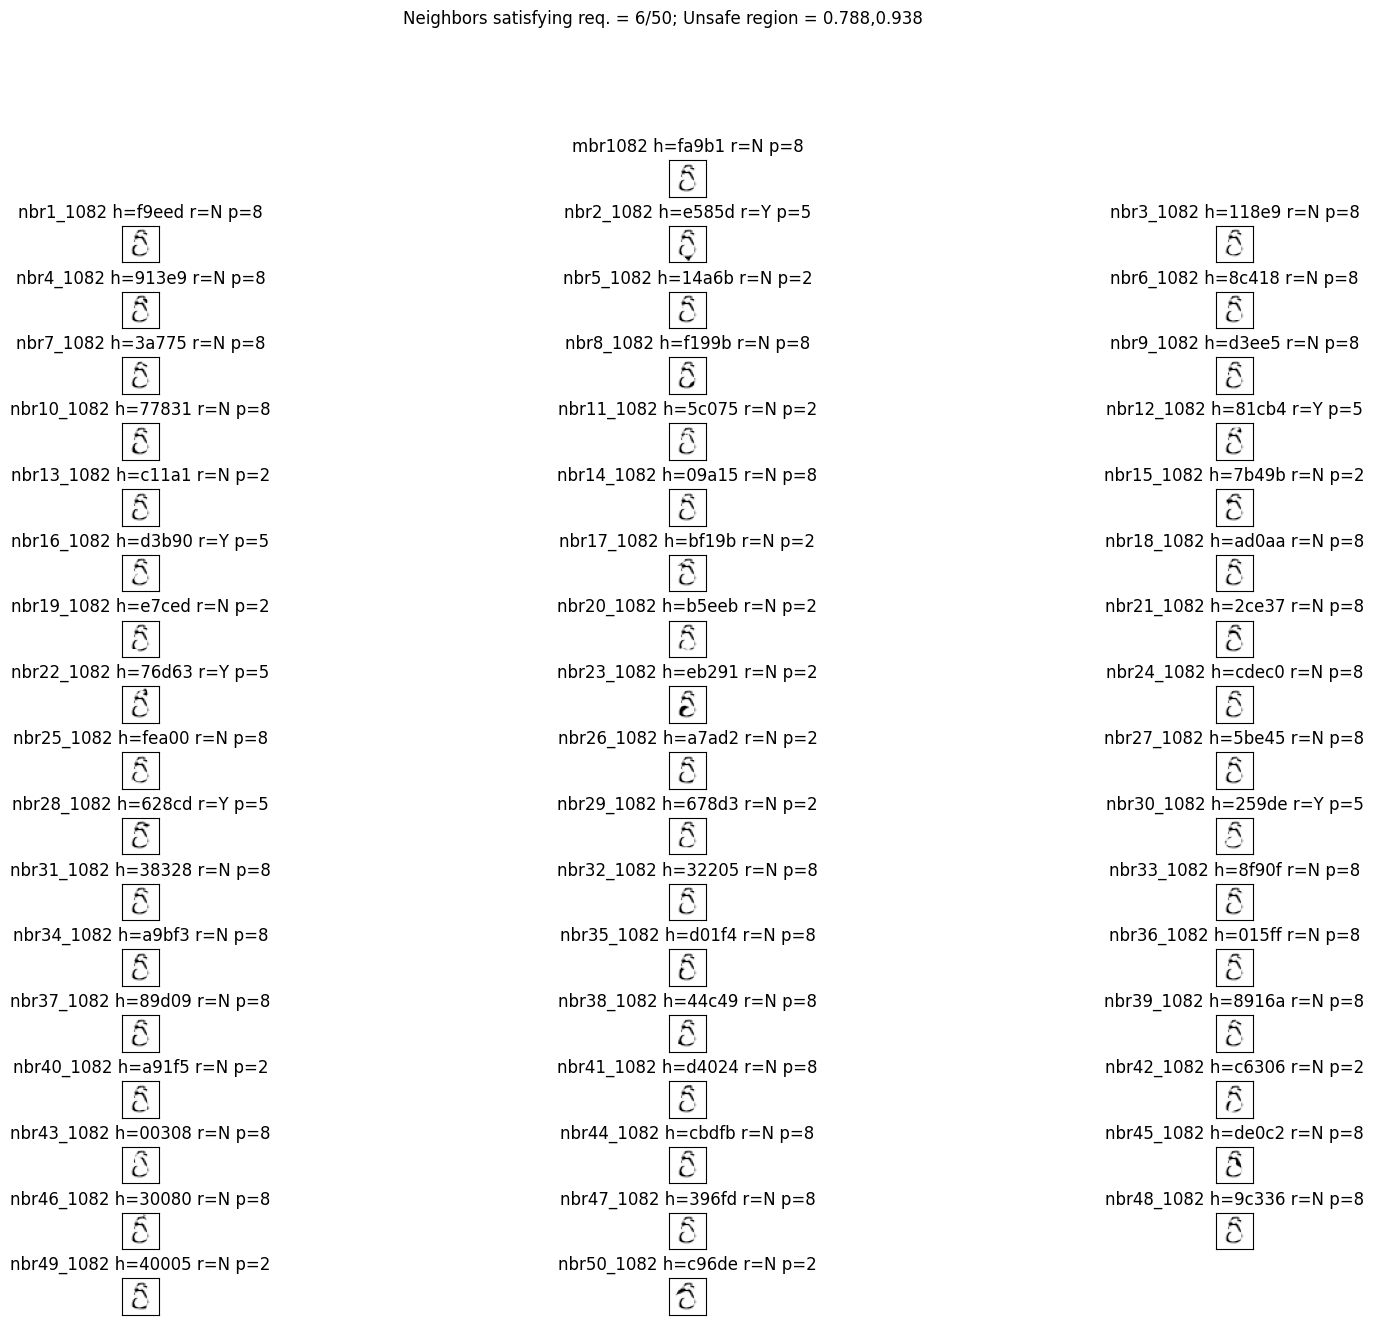 Neighbors satisfying req. = 6/50; Unsafe region = 0.788,0.938
mbr1082 h=fa9b1 r=N p=8
nbr1_1082 h=f9eed r=N p=8 nbr2_1082 h=e585d r=Y p=5 nbr3_1082 h=118e9 r=N p=8
nbr4_1082 h=913e9 r=N p=8 nbr5_1082 h=14a6b r=N p=2 nbr6_1082 h=8c418 r=N p=8
nbr7_1082 h=3a775 r=N p=8 nbr8_1082 h=f199b r=N p=8 nbr9_1082 h=d3ee5 r=N p=8
nbr10_1082 h=77831 r=N p=8 nbr11_1082 h=5c075 r=N p=2 nbr12_1082 h=81cb4 r=Y p=5
nbr13_1082 h=c11a1 r=N p=2 nbr14_1082 h=09a15 r=N p=8 nbr15_1082 h=7b49b r=N p=2
nbr16_1082 h=d3b90 r=Y p=5 nbr17_1082 h=bf19b r=N p=2 nbr18_1082 h=ad0aa r=N p=8
nbr19_1082 h=e7ced r=N p=2 nbr20_1082 h=b5eeb r=N p=2 nbr21_1082 h=2ce37 r=N p=8
nbr22_1082 h=76d63 r=Y p=5 nbr23_1082 h=eb291 r=N p=2 nbr24_1082 h=cdec0 r=N p=8
nbr25_1082 h=fea00 r=N p=8 nbr26_1082 h=a7ad2 r=N p=2 nbr27_1082 h=5be45 r=N p=8
nbr28_1082 h=628cd r=Y p=5 nbr29_1082 h=678d3 r=N p=2 nbr30_1082 h=259de r=Y p=5
nbr31_1082 h=38328 r=N p=8 nbr32_1082 h=32205 r=N p=8 nbr33_1082 h=8f90f r=N p=8
nbr34_1082 h=a9bf3 r=N p=8 nbr35_1082 h=d01f4 r=N p=8 nbr36_1082 h=015ff r=N p=8
nbr37_1082 h=89d09 r=N p=8 nbr38_1082 h=44c49 r=N p=8 nbr39_1082 h=8916a r=N p=8
nbr40_1082 h=a91f5 r=N p=2 nbr41_1082 h=d4024 r=N p=8 nbr42_1082 h=c6306 r=N p=2
nbr43_1082 h=00308 r=N p=8 nbr44_1082 h=cbdfb r=N p=8 nbr45_1082 h=de0c2 r=N p=8
nbr46_1082 h=30080 r=N p=8 nbr47_1082 h=396fd r=N p=8 nbr48_1082 h=9c336 r=N p=8
nbr49_1082 h=40005 r=N p=2 nbr50_1082 h=c96de r=N p=2